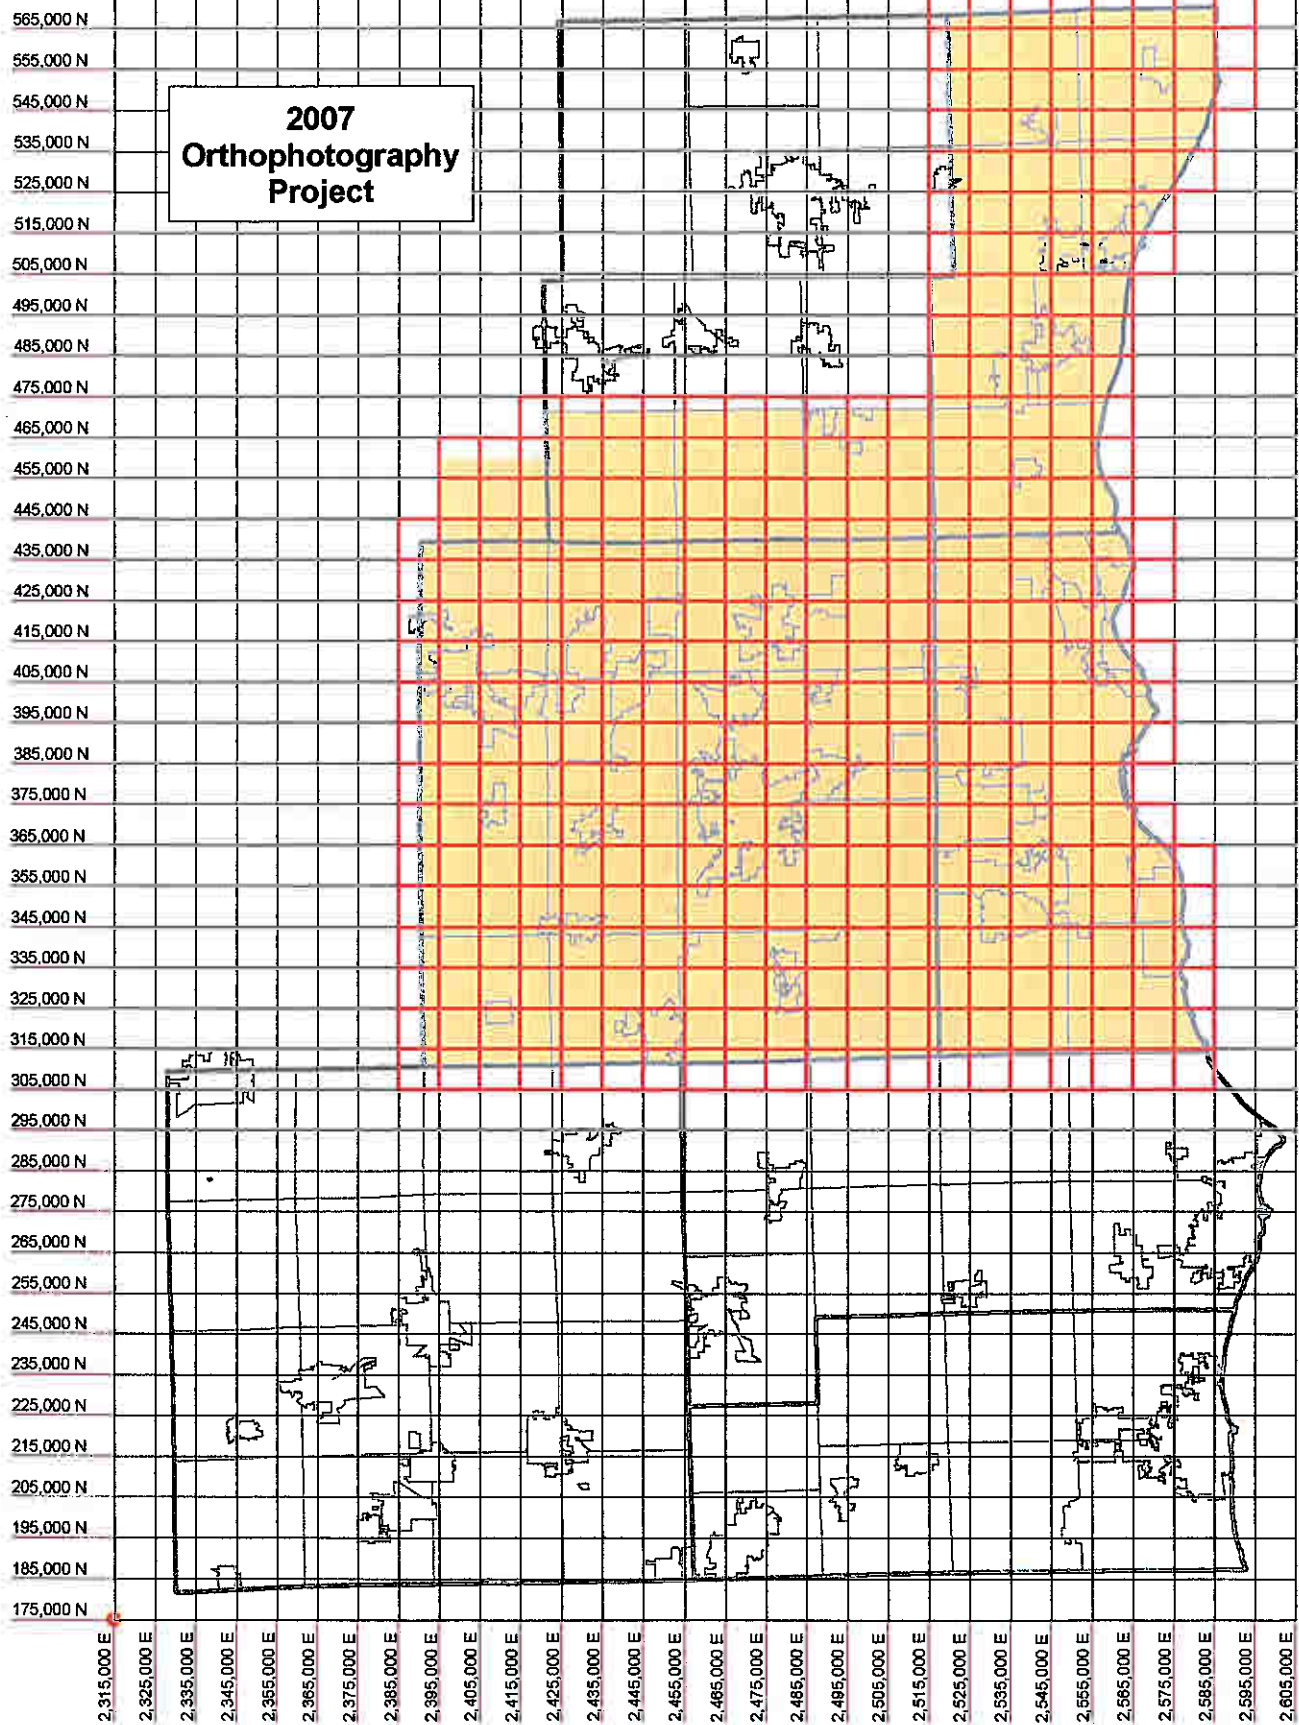 565,000 N
555,000 N
545,000 N
535,000 N
525,000 N
515,000 N
505,000 N
495,000 N
485,000 N
475,000 N
465,000 N
455,000 N
445,000 N
435,000 N
425,000 N
415,000 N
405,000 N
395,000 N
385,000 N
375,000 N
365,000 N
355,000 N
345,000 N
335,000 N
325,000 N
315,000 N
305,000 N
295,000 N
285,000 N
275,000 N
265,000 N
255,000 N
245,000 N
235,000 N
225,000 N
215,000 N
205,000 N
195,000 N
185,000 N
175,000 N
2007
Orthophotography
Project
2,315,000 E
2,325,000 E
2,335,000 E
2,345,000 E
2,355,000 E
2,365,000 E
2,375,000 E
2,385,000 E
2,395,000 E
2,405,000 E
2,415,000 E
2,425,000 E
2,435,000 E
2,445,000 E
2,455,000 E
2,465,000 E
2,475,000 E
2,485,000 E
2,495,000 E
2,505,000 E
2,515,000 E
2,525,000 E
2,535,000 E
2,545,000 E
2,555,000 E
2,565,000 E
2,575,000 E
2,585,000 E
2,595,000 E
2,605,000 E